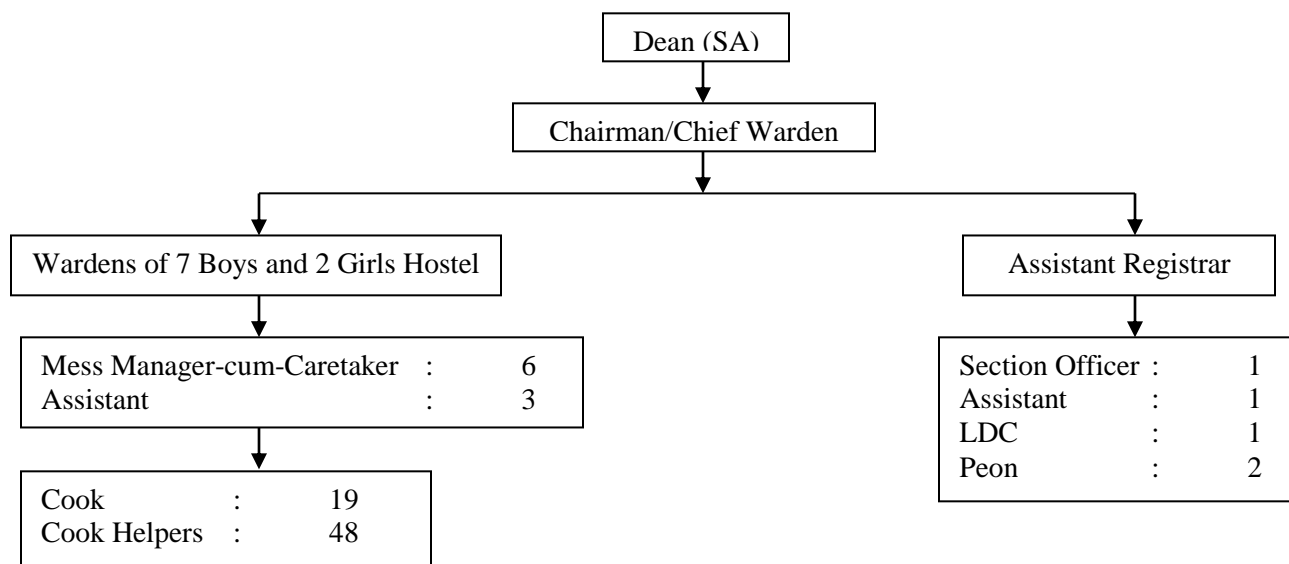 Dean (SA)
Chairman/Chief Warden
Wardens of 7 Boys and 2 Girls Hostel
Assistant Registrar
Mess Manager-cum-Caretaker : 6
Assistant : 3
Section Officer : 1
Assistant : 1
LDC : 1
Peon : 2
Cook : 19
Cook Helpers : 48